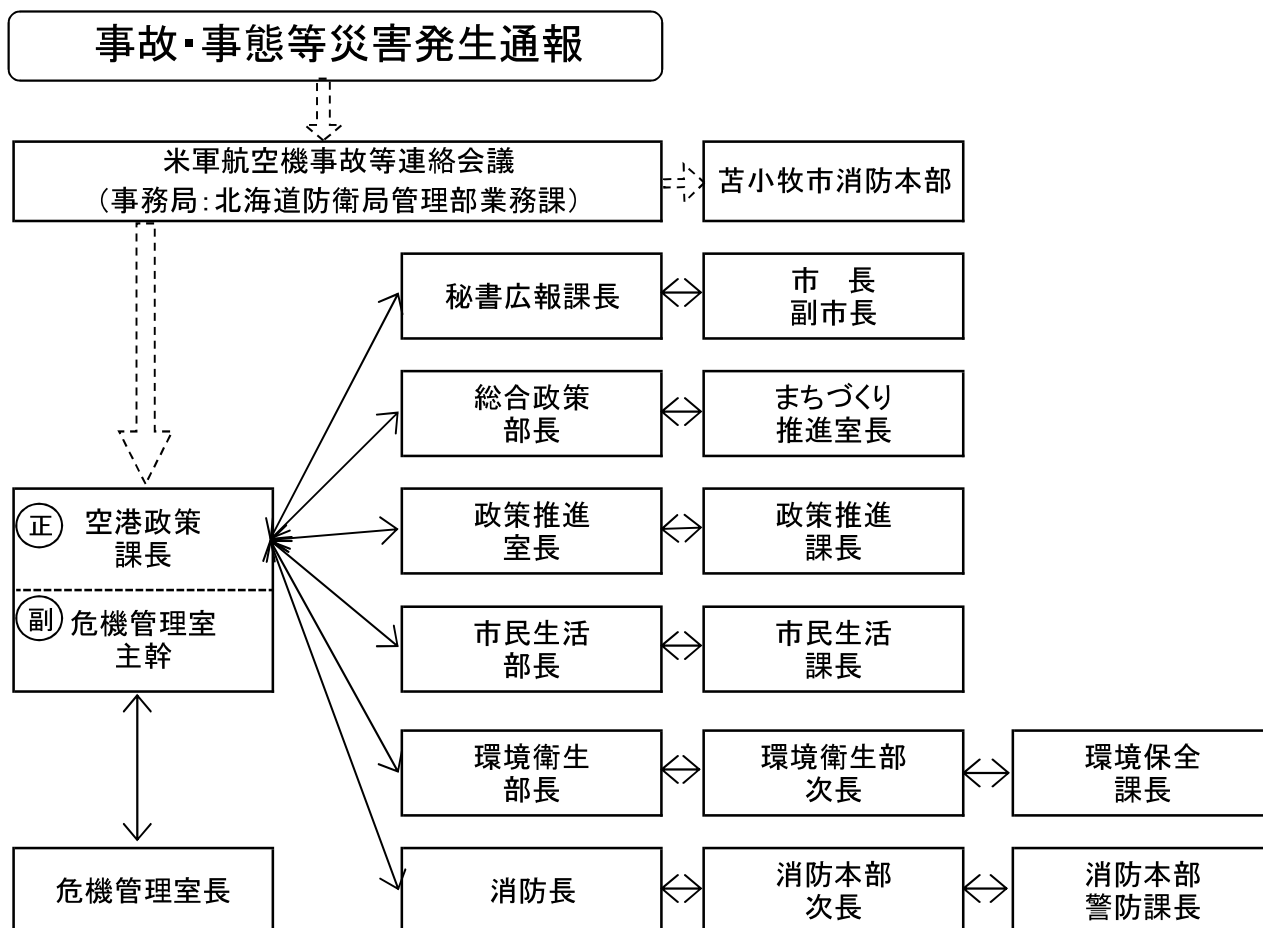 事故・事態等災害発生通報
米軍航空機事故等連絡会議
（事務局：北海道防衛局管理部業務課）
苫小牧市消防本部
秘書広報課長
市　長
副市長
総合政策
部長
まちづくり
推進室長
正
空港政策
課長
副
危機管理室
主幹
政策推進
室長
政策推進
課長
市民生活
部長
市民生活
課長
環境衛生
部長
環境衛生部
次長
環境保全
課長
危機管理室長
消防長
消防本部
次長
消防本部
警防課長